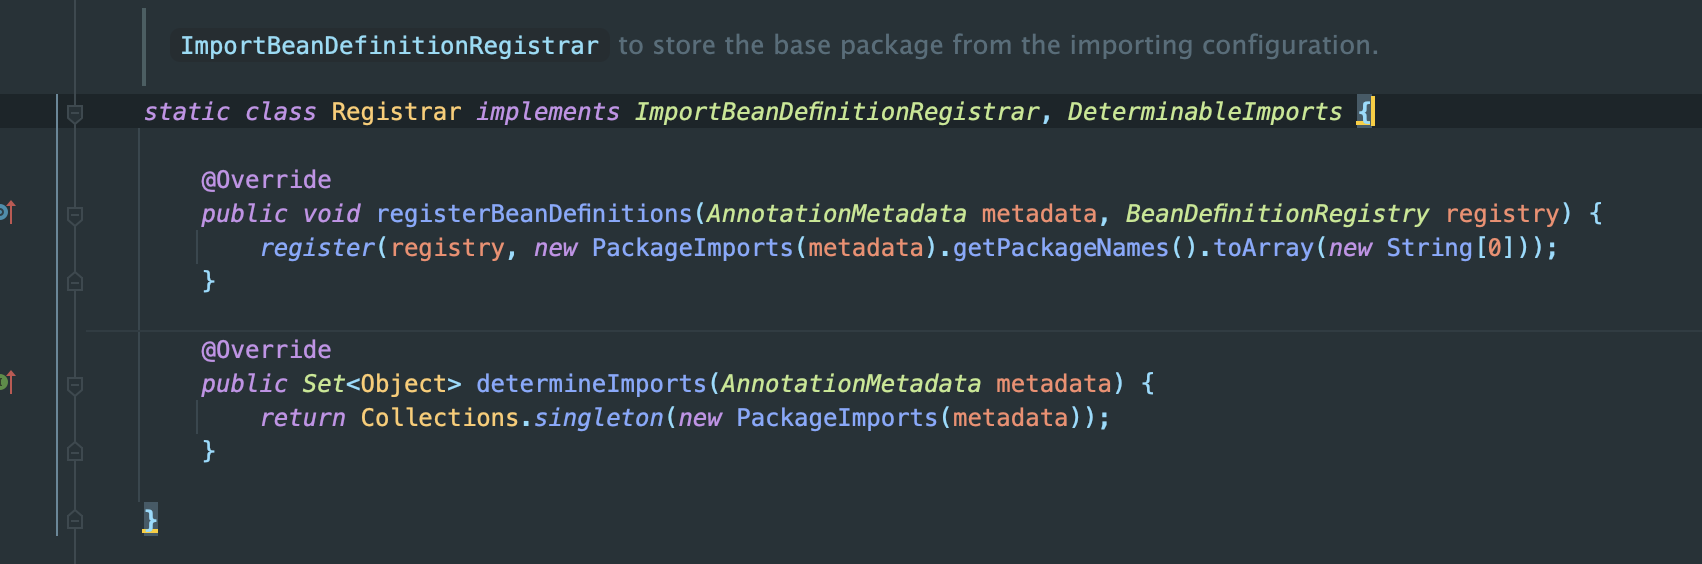 ImportBeanDefinitionRegistrar to store the base package from the importing configuration.
static class Registrar implements ImportBeanDefinitionRegistrar, DeterminableImports {
@Override
public void registerBeanDefinitions(AnnotationMetadata metadata, BeanDefinitionRegistry registry) {
register(registry, new PackageImports(metadata).getPackageNames().toArray(new String[0]));
}
@Override
public Set<Object> determineImports(AnnotationMetadata metadata) {
return Collections.singleton(new PackageImports(metadata));
}
}